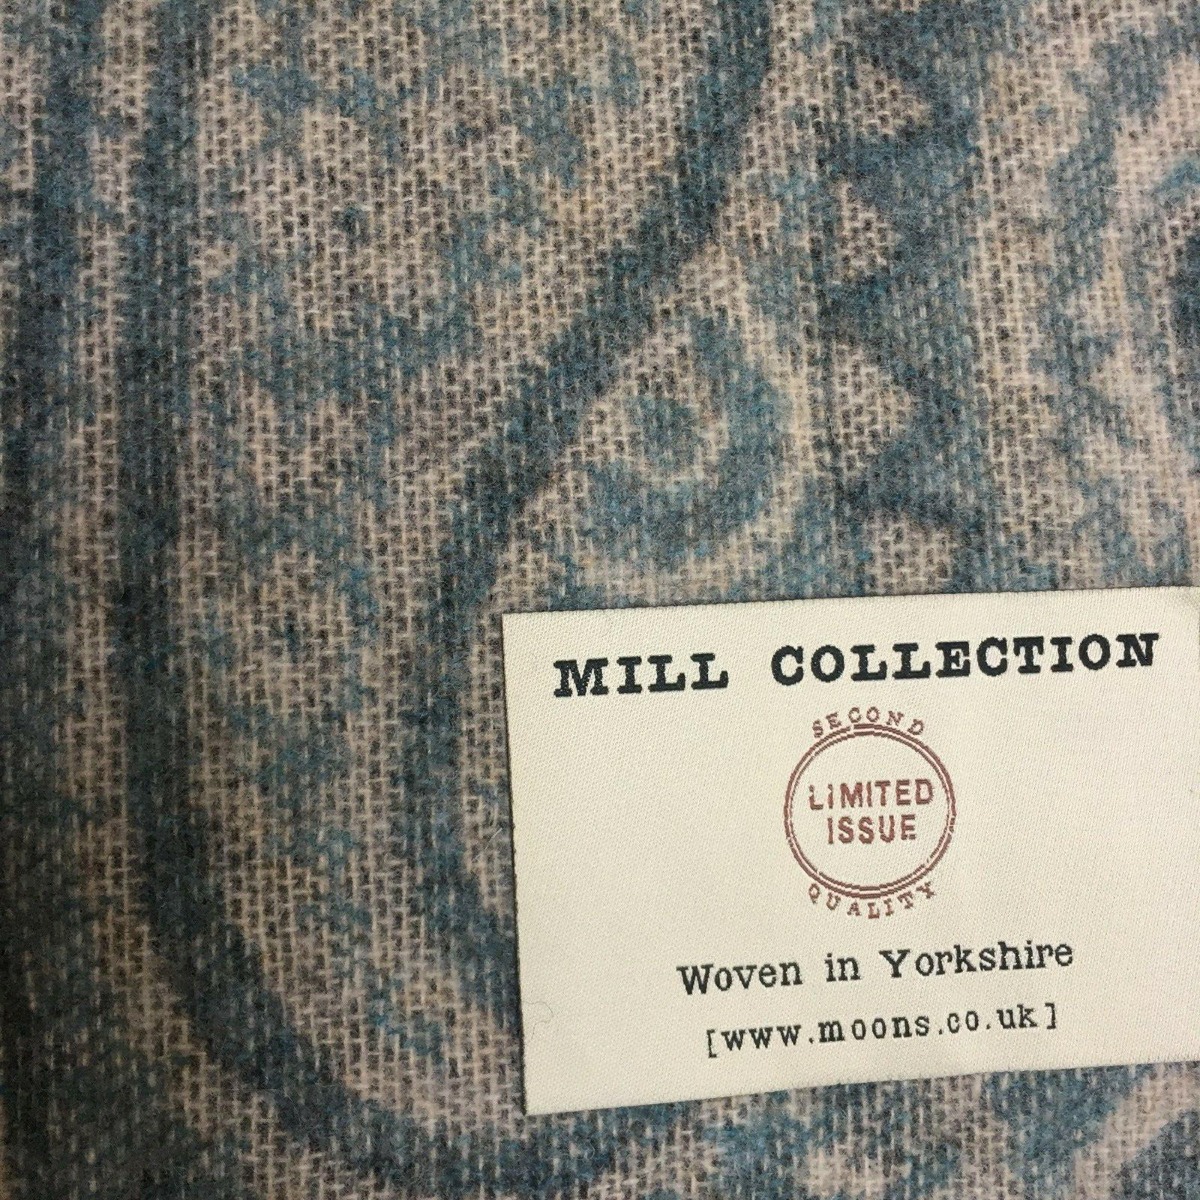 MILL COLLECTION
SECOND
LIMITED
ISSUE
QUALITY
Woven in Yorkshire
[www.moons.co.uk]